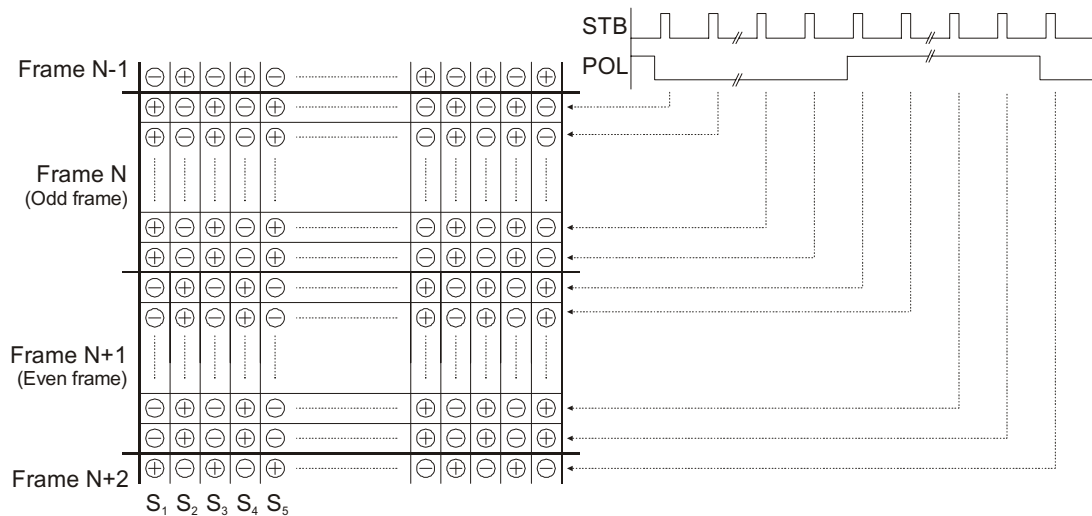 STB
POL
Frame N-1
Frame N
(Odd frame)
Frame N+1
(Even frame)
Frame N+2
S1 S2 S3 S4 S5